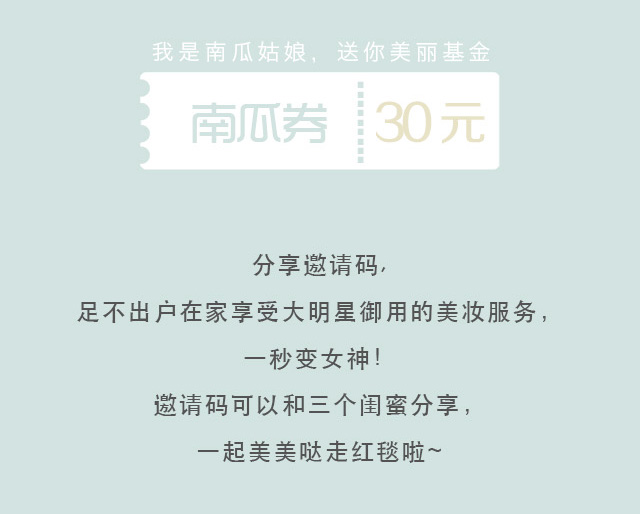 我是南瓜姑娘，送你美丽基金
南瓜券 30元
分享邀请码，
足不出户在家享受大明星御用的美妆服务，
一秒变女神！
邀请码可以和三个闺蜜分享，
一起美美哒走红毯啦~